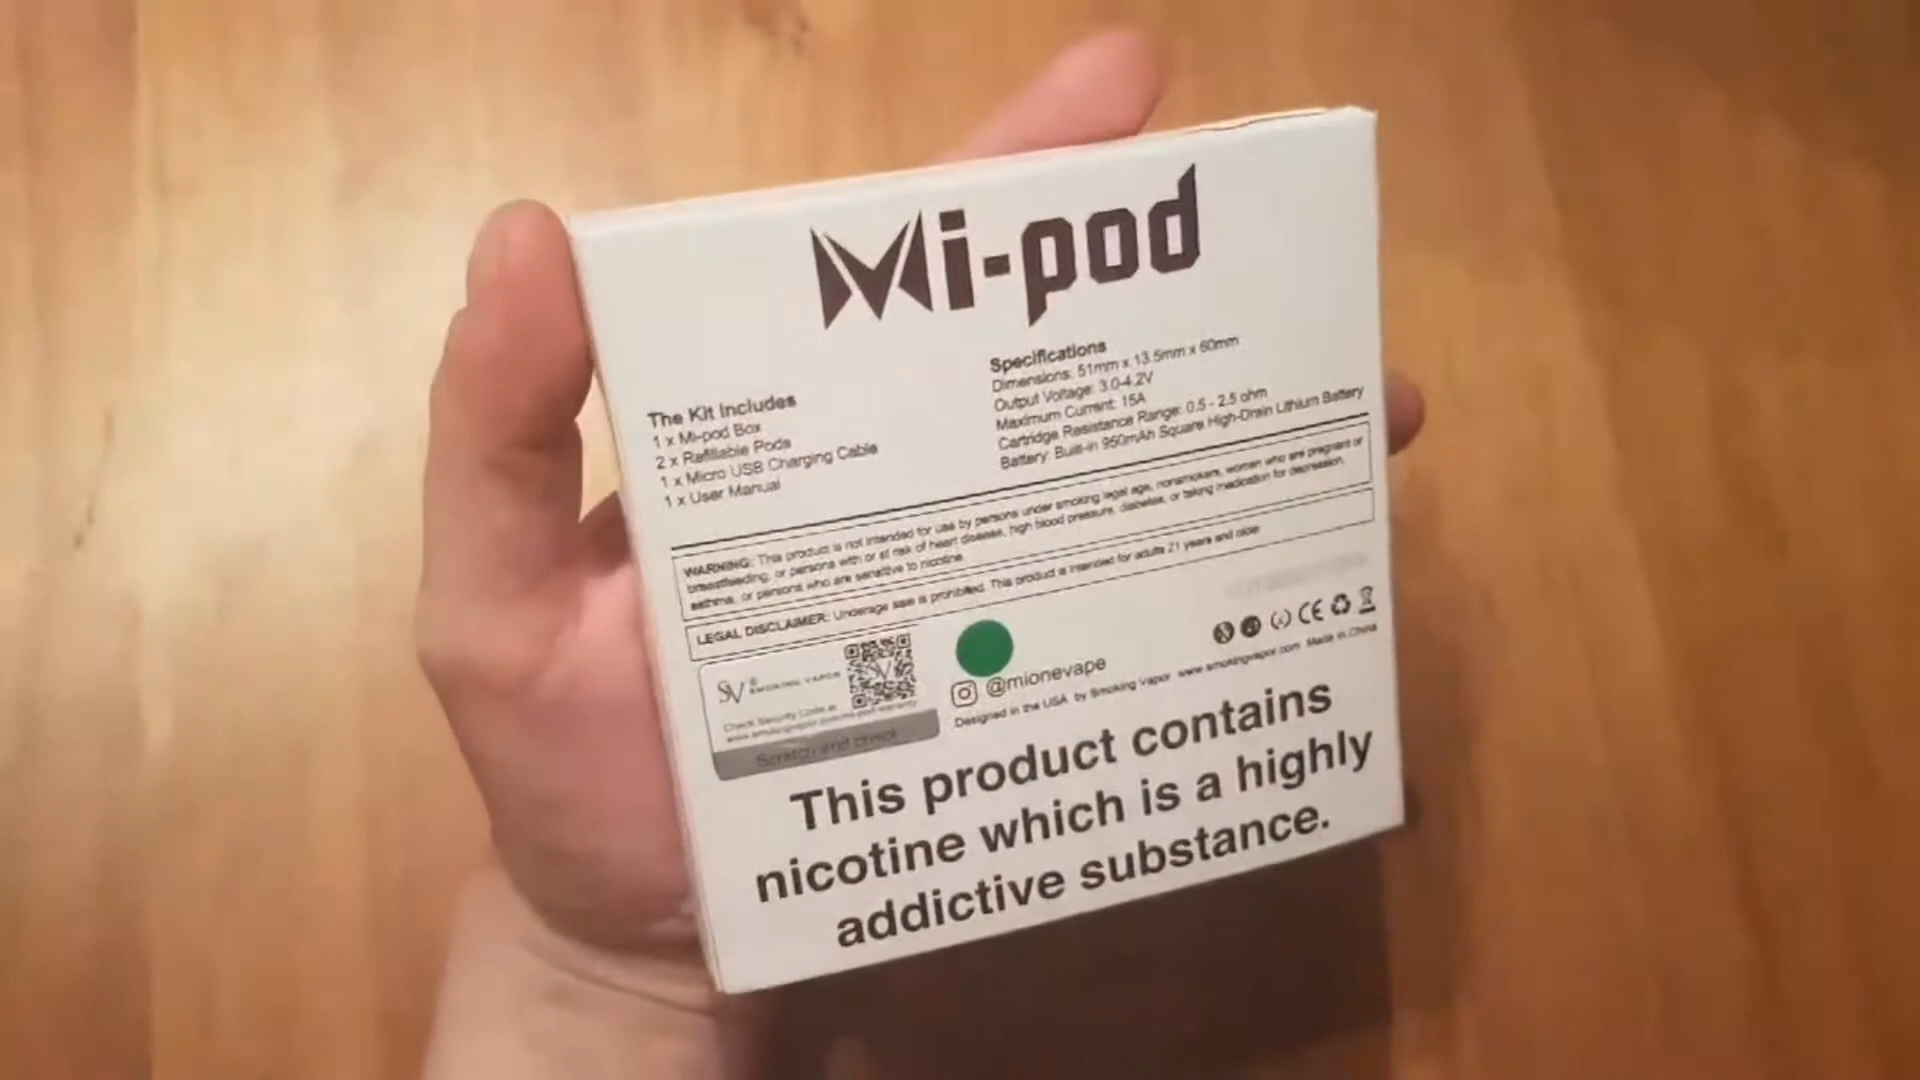 Mi-pod
The Kit Includes
1 x Mi-pod Box
2 x Refillable Pods
1 x Micro USB Charging Cable
1 x User Manual
Specifications
Dimensions: 51mm x 13.5mm x 60mm
Output Voltage: 3.0-4.2V
Maximum Current: 15A
Cartridge Resistance Range: 0.5 - 2.5 ohm
Battery: Built-in 950mAh Square High-Drain Lithium Battery
WARNING: This product is not intended for use by persons under smoking legal age, nonsmokers, women who are pregnant or
breastfeeding, or persons with or at risk of heart disease, high blood pressure, diabetes, or taking medication for depression,
asthma, or persons who are sensitive to nicotine.
LEGAL DISCLAIMER: Underage sale is prohibited. This product is intended for adults 21 years and older.
SV® SMOKING VAPOR
Check Security Code at
Scratch and check
@mionevape
CE
Designed in the USA by Smoking Vapor www.smokingvapor.com Made in China
This product contains
nicotine which is a highly
addictive substance.